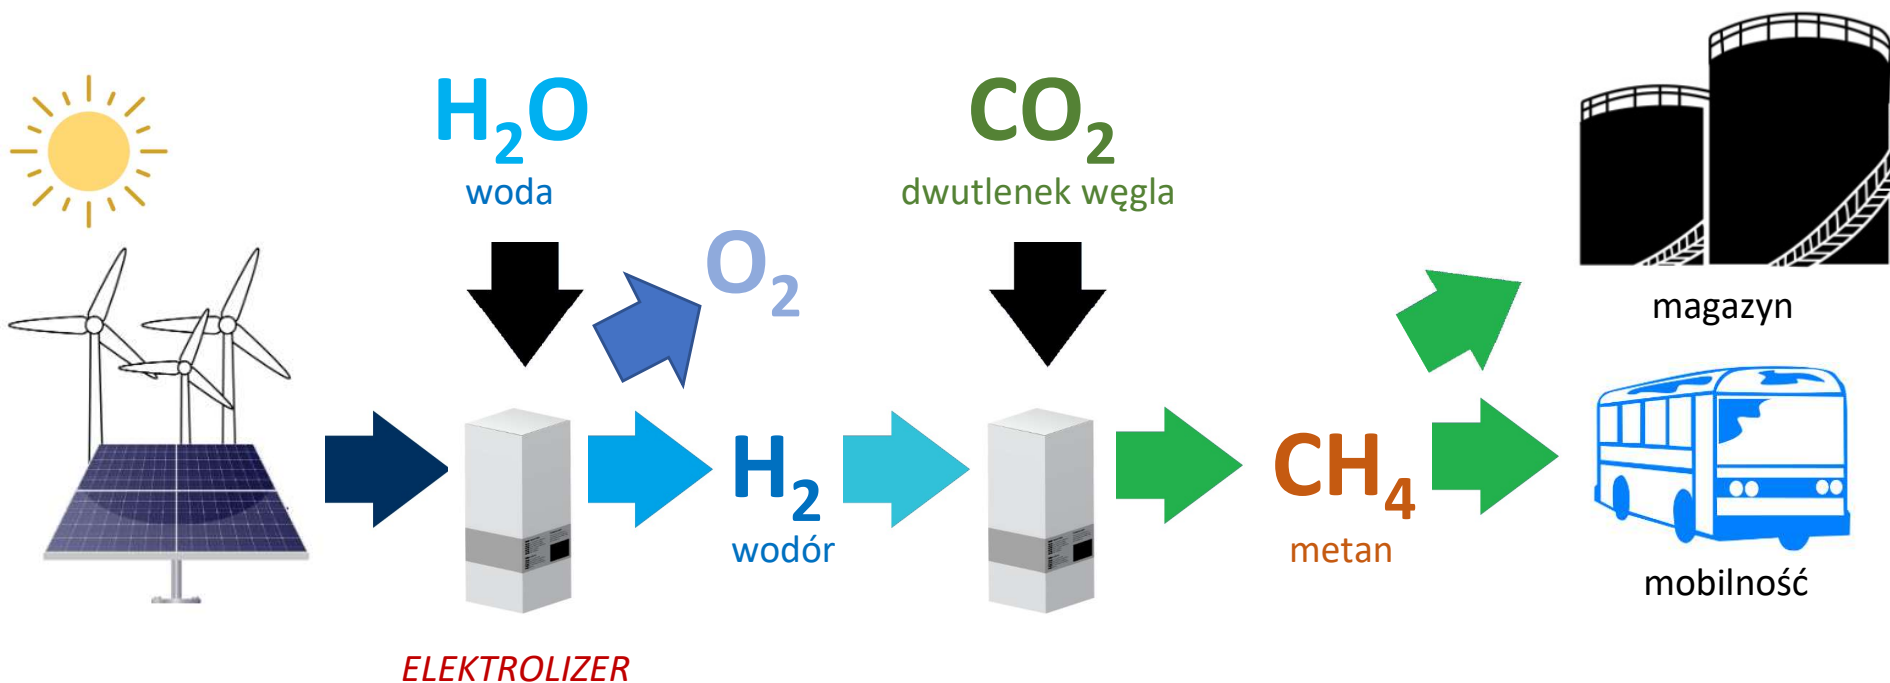 H₂O
woda
CO₂
dwutlenek węgla
O₂
magazyn
H₂
wodór
CH₄
metan
mobilność
ELEKTROLIZER